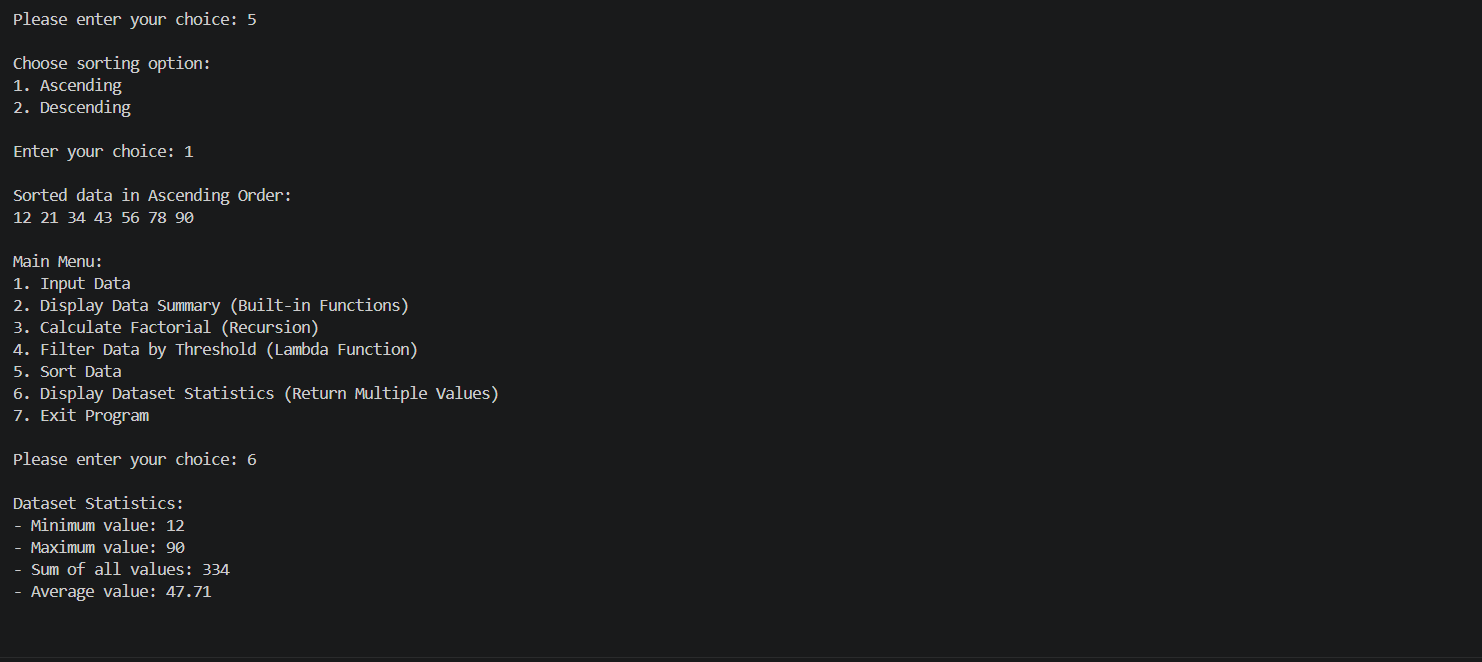 Please enter your choice: 5
Choose sorting option:
1. Ascending
2. Descending
Enter your choice: 1
Sorted data in Ascending Order:
12 21 34 43 56 78 90
Main Menu:
1. Input Data
2. Display Data Summary (Built-in Functions)
3. Calculate Factorial (Recursion)
4. Filter Data by Threshold (Lambda Function)
5. Sort Data
6. Display Dataset Statistics (Return Multiple Values)
7. Exit Program
Please enter your choice: 6
Dataset Statistics:
- Minimum value: 12
- Maximum value: 90
- Sum of all values: 334
- Average value: 47.71